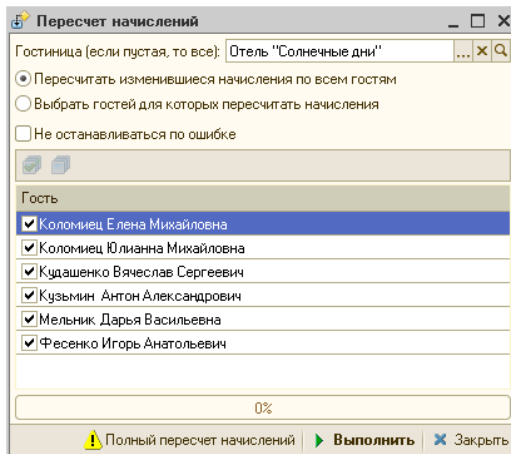 Пересчет начислений
Гостиница (если пустая, то все): Отель "Солнечные дни"
Пересчитать изменившиеся начисления по всем гостям
Выбрать гостей для которых пересчитать начисления
Не останавливаться по ошибке
Гость
Коломиец Елена Михайловна
Коломиец Юлианна Михайловна
Кудашенко Вячеслав Сергеевич
Кузьмин Антон Александрович
Мельник Дарья Васильевна
Фесенко Игорь Анатольевич
0%
Полный пересчет начислений Выполнить Закрыть